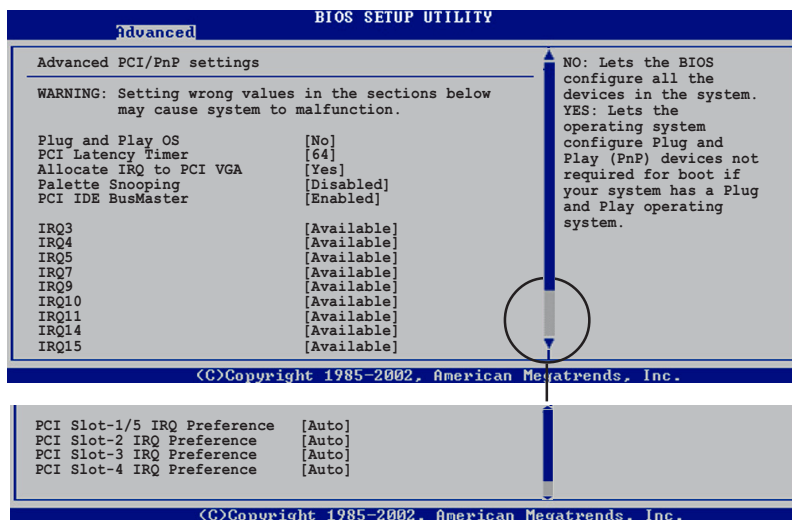 BIOS SETUP UTILITY
Advanced
Advanced PCI/PnP settings
WARNING: Setting wrong values in the sections below
may cause system to malfunction.
Plug and Play OS [No]
PCI Latency Timer [64]
Allocate IRQ to PCI VGA [Yes]
Palette Snooping [Disabled]
PCI IDE BusMaster [Enabled]
IRQ3 [Available]
IRQ4 [Available]
IRQ5 [Available]
IRQ7 [Available]
IRQ9 [Available]
IRQ10 [Available]
IRQ11 [Available]
IRQ14 [Available]
IRQ15 [Available]
NO: Lets the BIOS
configure all the
devices in the system.
YES: Lets the
operating system
configure Plug and
Play (PnP) devices not
required for boot if
your system has a Plug
and Play operating
system.
(C)Copyright 1985-2002, American Megatrends, Inc.
PCI Slot-1/5 IRQ Preference [Auto]
PCI Slot-2 IRQ Preference [Auto]
PCI Slot-3 IRQ Preference [Auto]
PCI Slot-4 IRQ Preference [Auto]
(C)Copyright 1985-2002, American Megatrends, Inc.